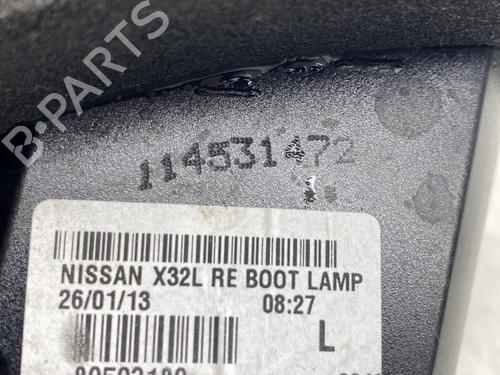 114531472
NISSAN X32L RE BOOT LAMP
26/01/13 08:27
L
B-PARTS